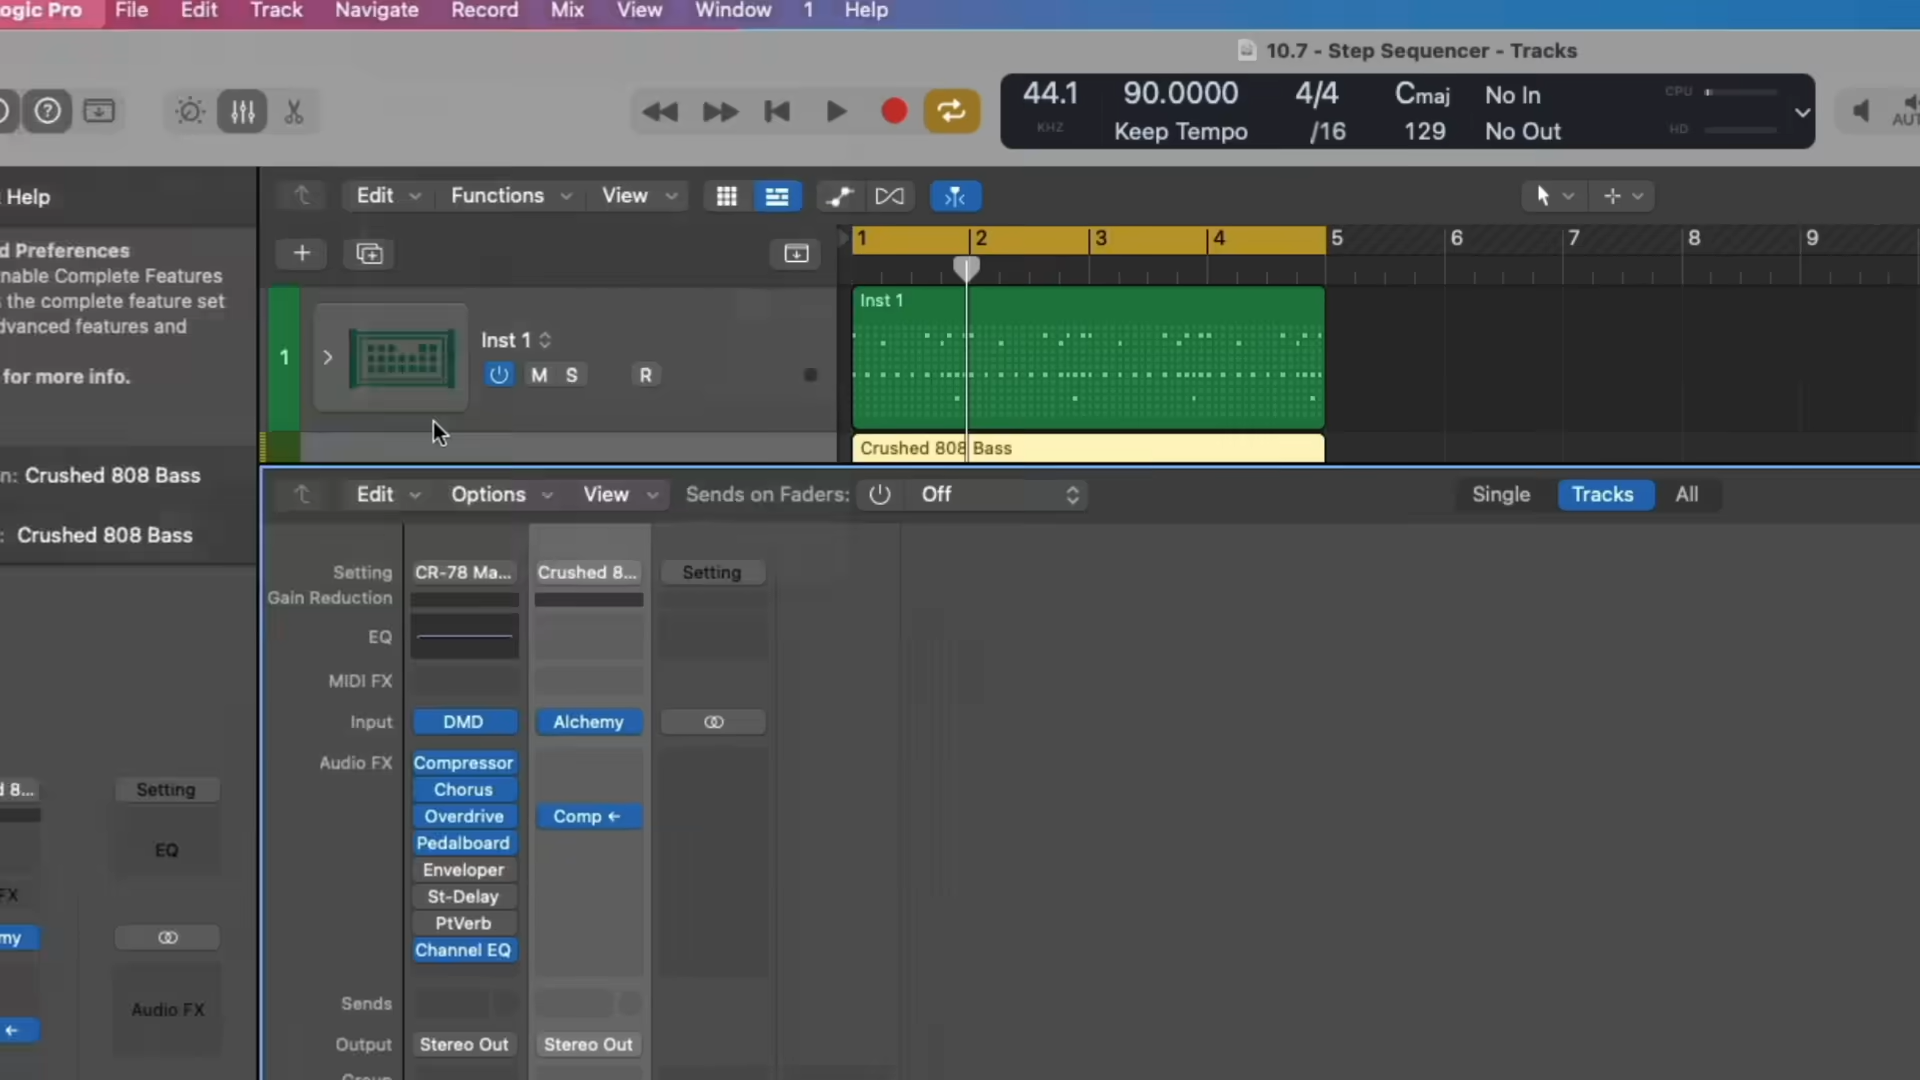 ogic Pro File Edit Track Navigate Record Mix View Window 1 Help
10.7 - Step Sequencer - Tracks
44.1 90.0000 4/4 Cmaj No In CPU
KHZ Keep Tempo /16 129 No Out HD
AUT
Help
Edit Functions View
d Preferences
nable Complete Features
s the complete feature set
dvanced features and
for more info.
1 2 3 4 5 6 7 8 9
1
Inst 1
M S R
Inst 1
Crushed 808 Bass
n: Crushed 808 Bass
: Crushed 808 Bass
Edit Options View Sends on Faders: Off Single Tracks All
Setting CR-78 Ma... Crushed 8... Setting
Gain Reduction
EQ
MIDI FX
Input DMD Alchemy
Audio FX Compressor
Chorus
Overdrive Comp ←
Pedalboard
Enveloper
St-Delay
PtVerb
Channel EQ
Sends
Output Stereo Out Stereo Out
Group
d 8... Setting
EQ
FX
my
Audio FX
←